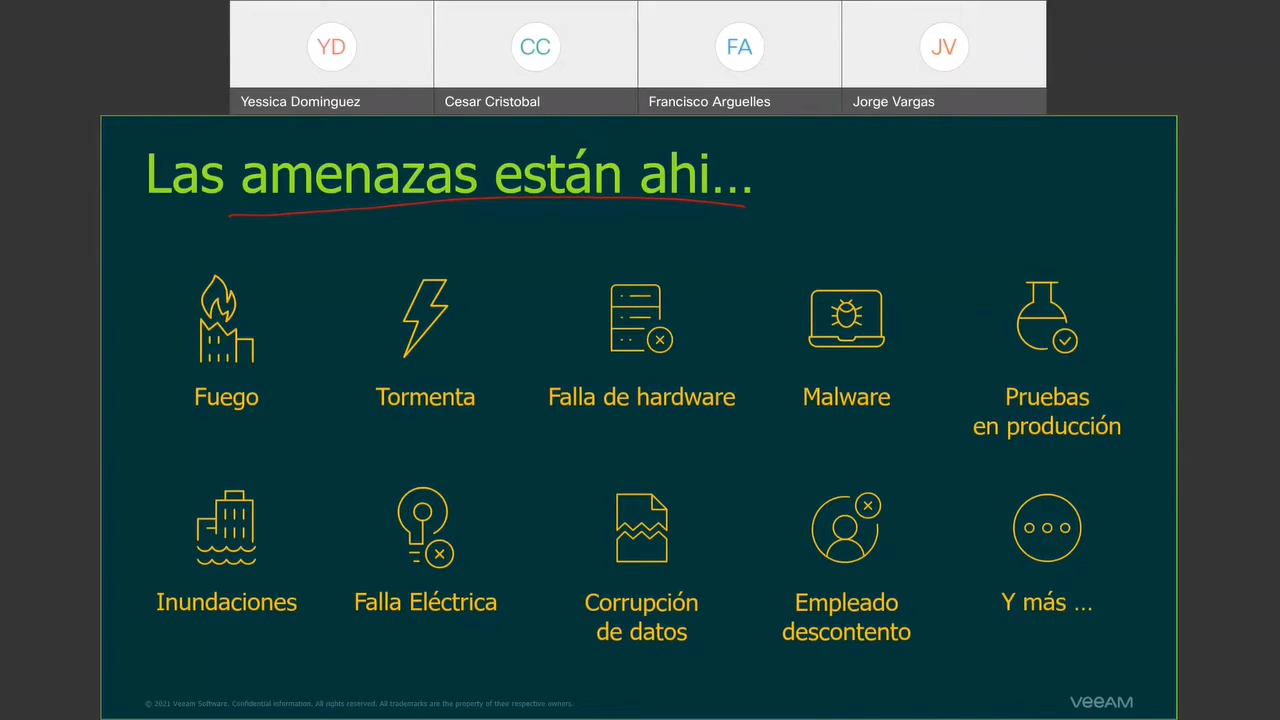 YD
CC
FA
JV
Yessica Dominguez
Cesar Cristobal
Francisco Arguelles
Jorge Vargas
Las amenazas están ahi...
Fuego
Tormenta
Falla de hardware
Malware
Pruebas
en producción
Inundaciones
Falla Eléctrica
Corrupción
de datos
Empleado
descontento
Y más ...
© 2021 Veeam Software. Confidential information. All rights reserved. All trademarks are the property of their respective owners.
VEEAM